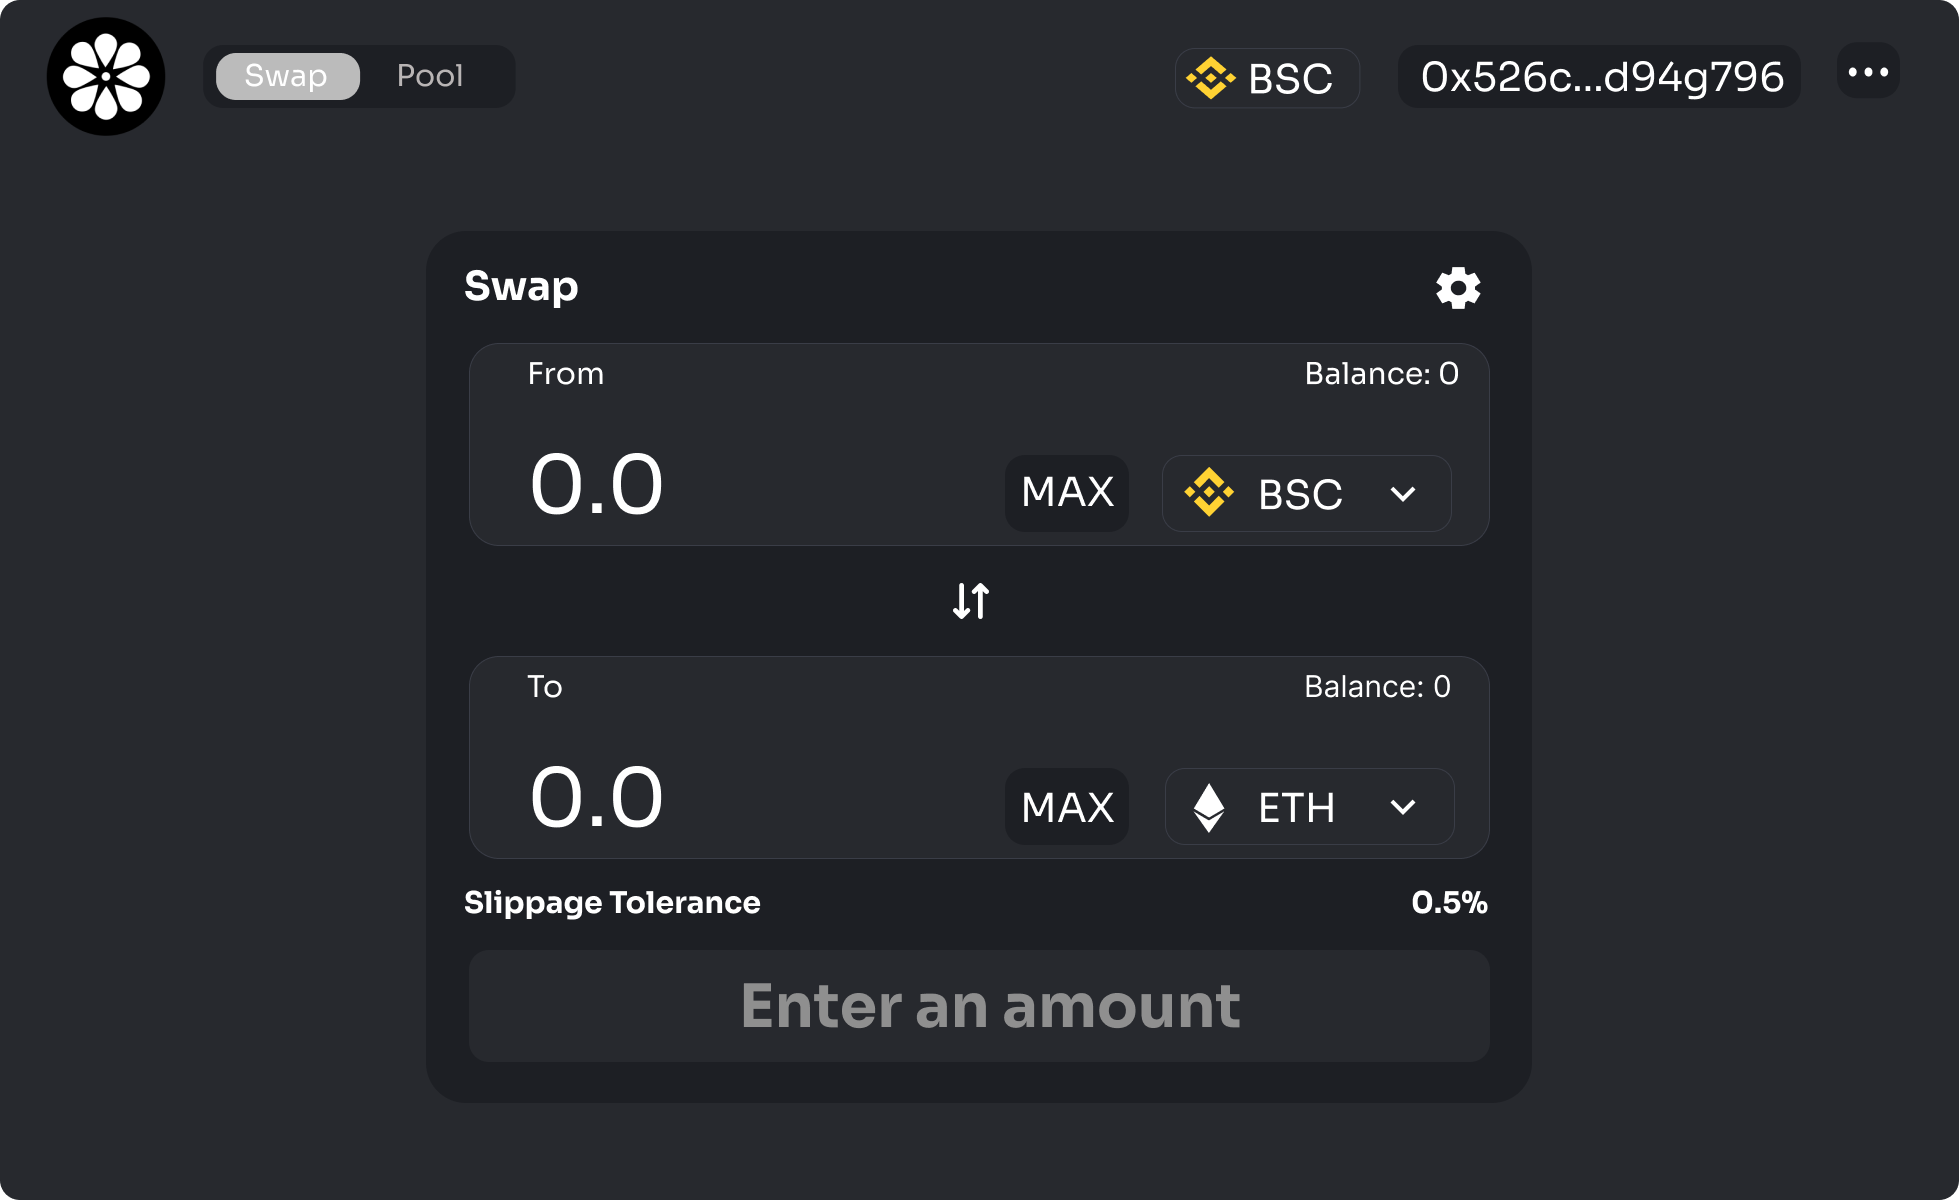 Swap Pool BSC 0x526c...d94g796
Swap
From Balance: 0
0.0 MAX BSC
To Balance: 0
0.0 MAX ETH
Slippage Tolerance 0.5%
Enter an amount